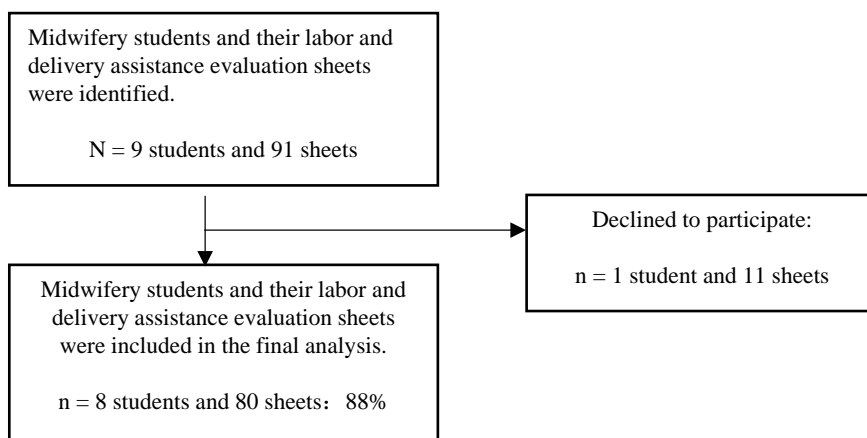 Midwifery students and their labor and
delivery assistance evaluation sheets
were identified.
N = 9 students and 91 sheets
Declined to participate:
n = 1 student and 11 sheets
Midwifery students and their labor and
delivery assistance evaluation sheets
were included in the final analysis.
n = 8 students and 80 sheets：88%